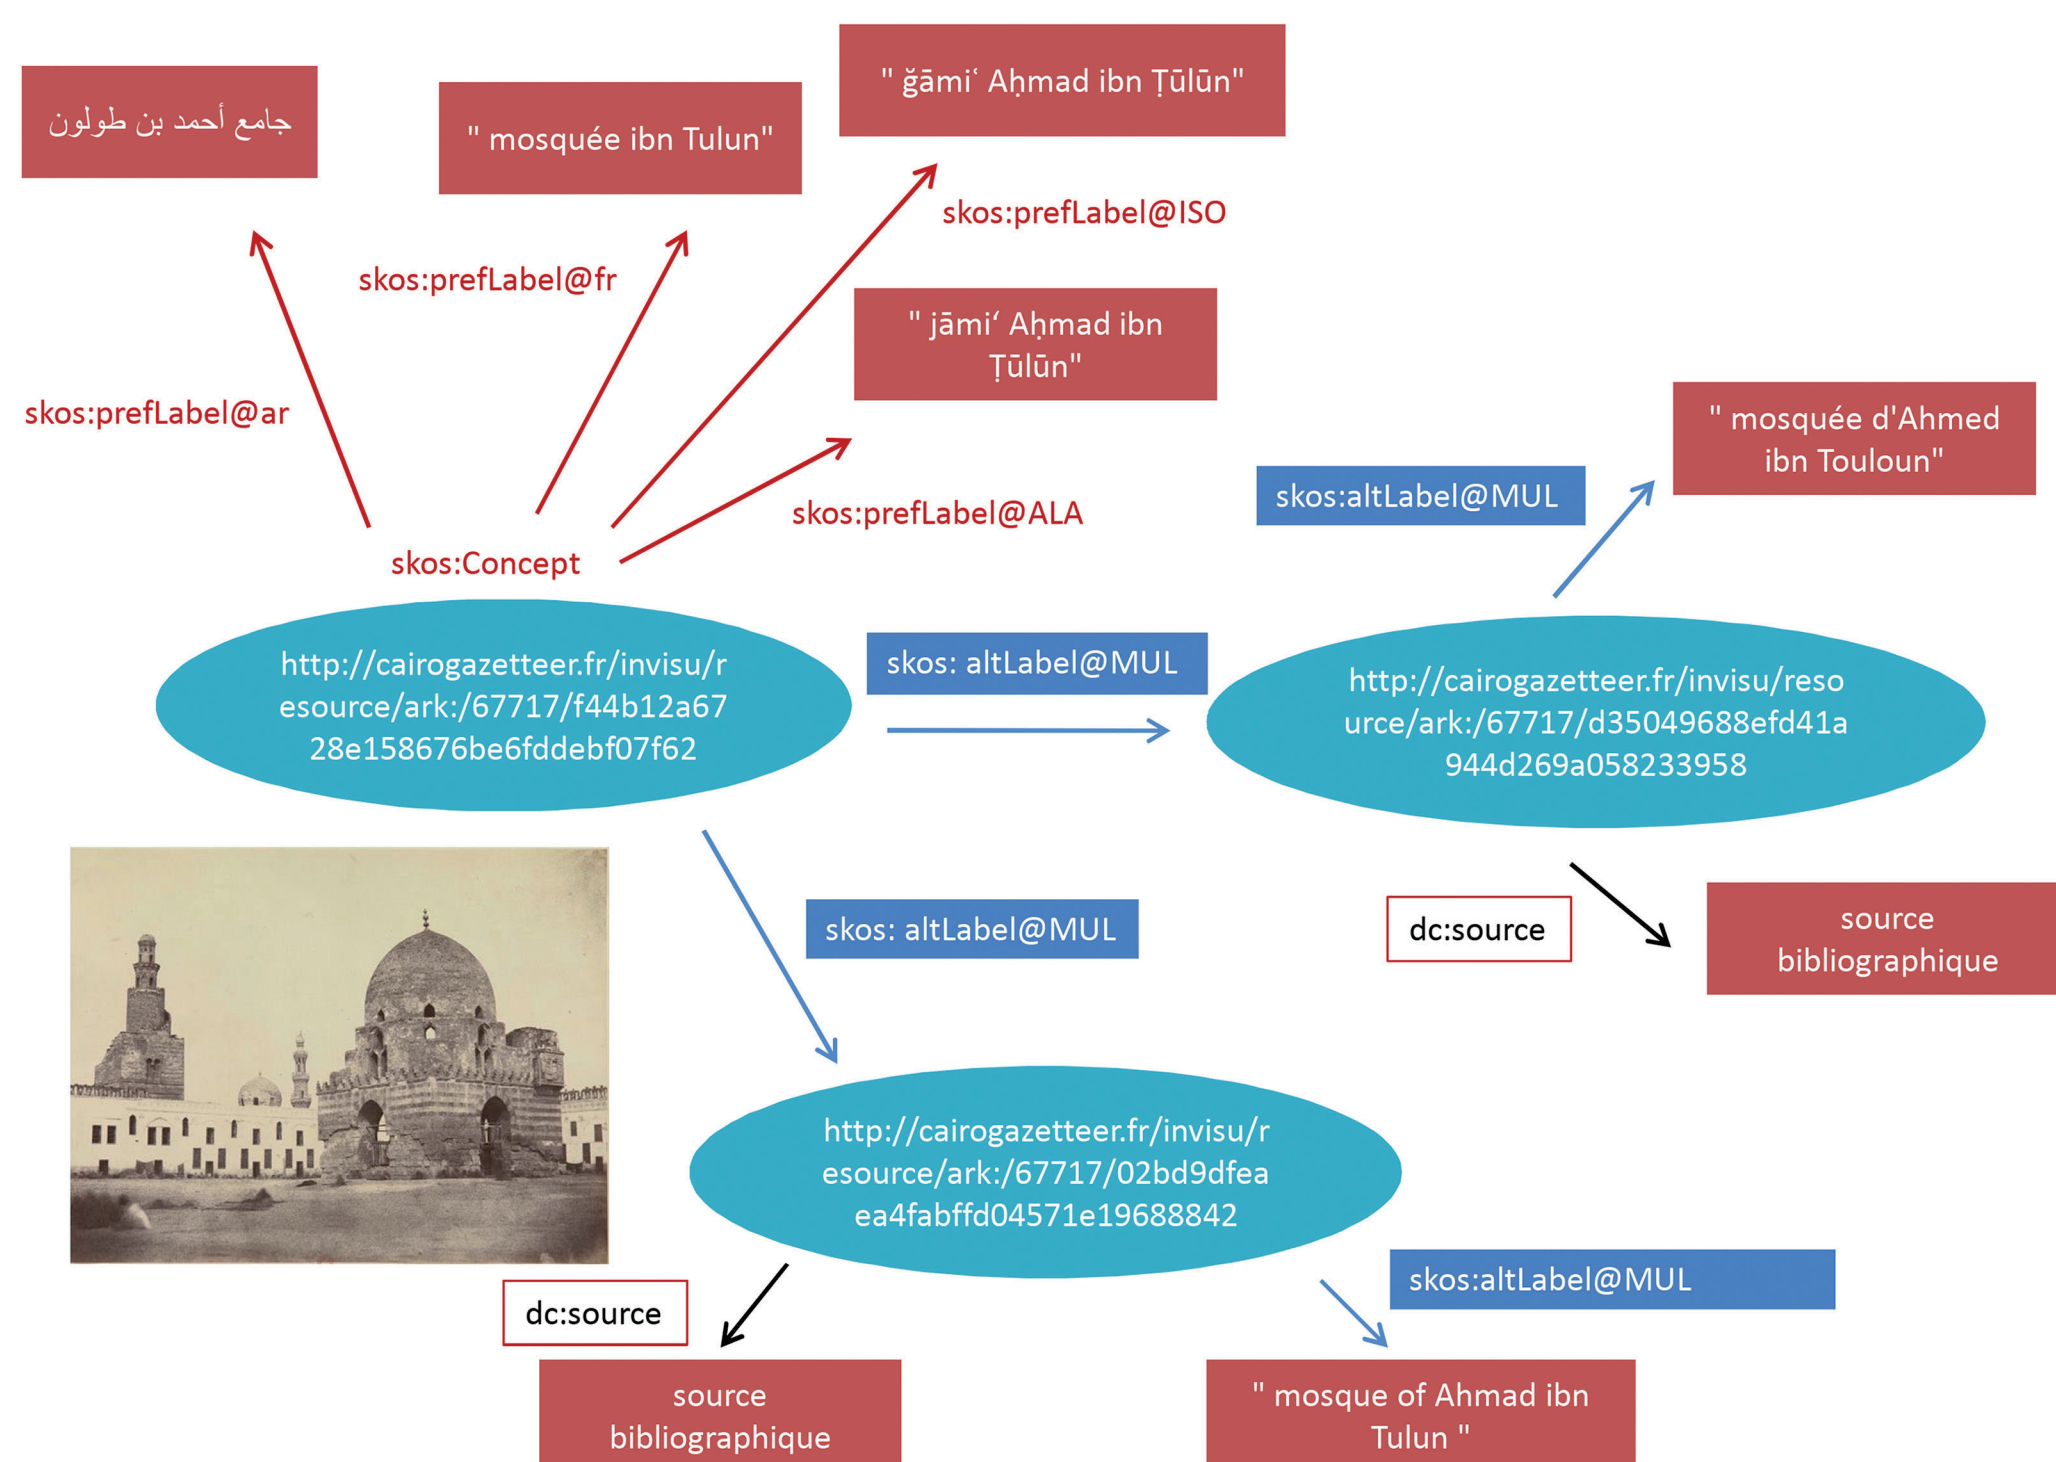 " ğāmiʿ Aḥmad ibn Ṭūlūn"
جامع أحمد بن طولون
" mosquée ibn Tulun"
skos:prefLabel@ISO
skos:prefLabel@fr
" jāmiʻ Aḥmad ibn
Ṭūlūn"
skos:prefLabel@ar
" mosquée d'Ahmed
ibn Touloun"
skos:altLabel@MUL
skos:prefLabel@ALA
skos:Concept
http://cairogazetteer.fr/invisu/r
esource/ark:/67717/f44b12a67
28e158676be6fddebf07f62
skos: altLabel@MUL
http://cairogazetteer.fr/invisu/reso
urce/ark:/67717/d35049688efd41a
944d269a058233958
skos: altLabel@MUL
dc:source
source
bibliographique
http://cairogazetteer.fr/invisu/r
esource/ark:/67717/02bd9dfea
ea4fabffd04571e19688842
skos:altLabel@MUL
dc:source
source
bibliographique
" mosque of Ahmad ibn
Tulun "